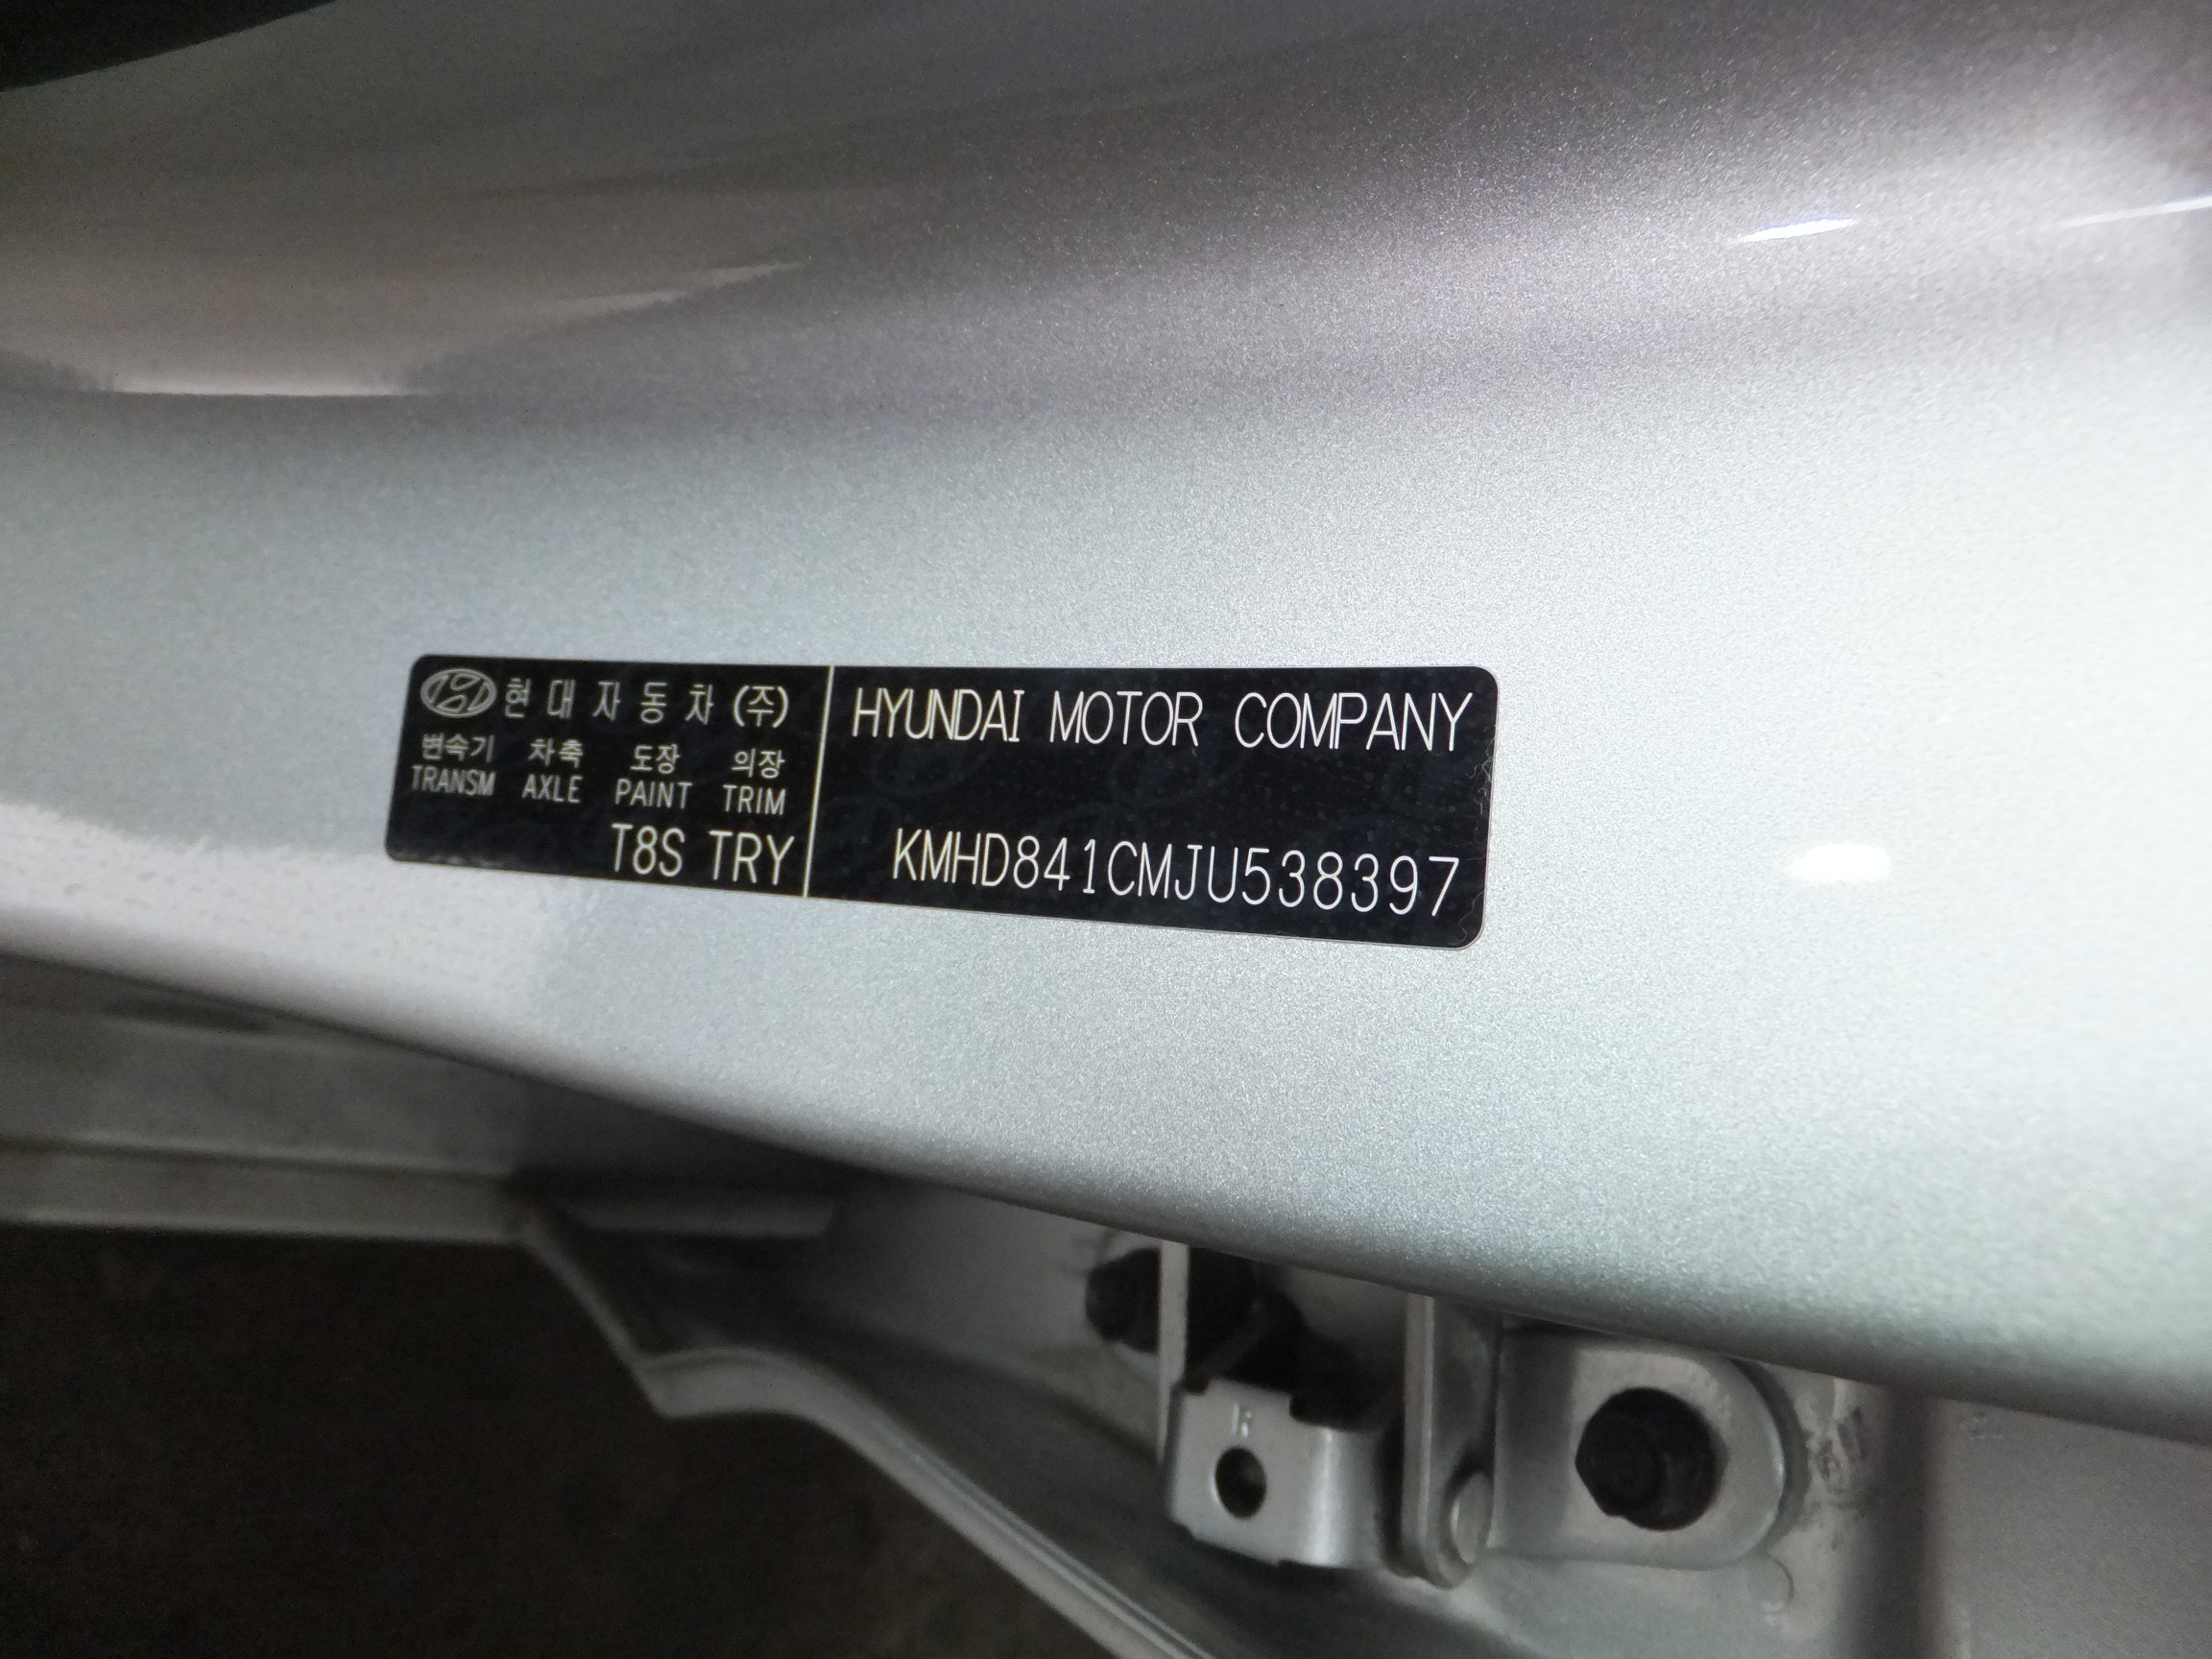 현대자동차(주)
변속기 차축 도장 의장
TRANSM AXLE PAINT TRIM
T8S TRY
HYUNDAI MOTOR COMPANY
KMHD841CMJU538397